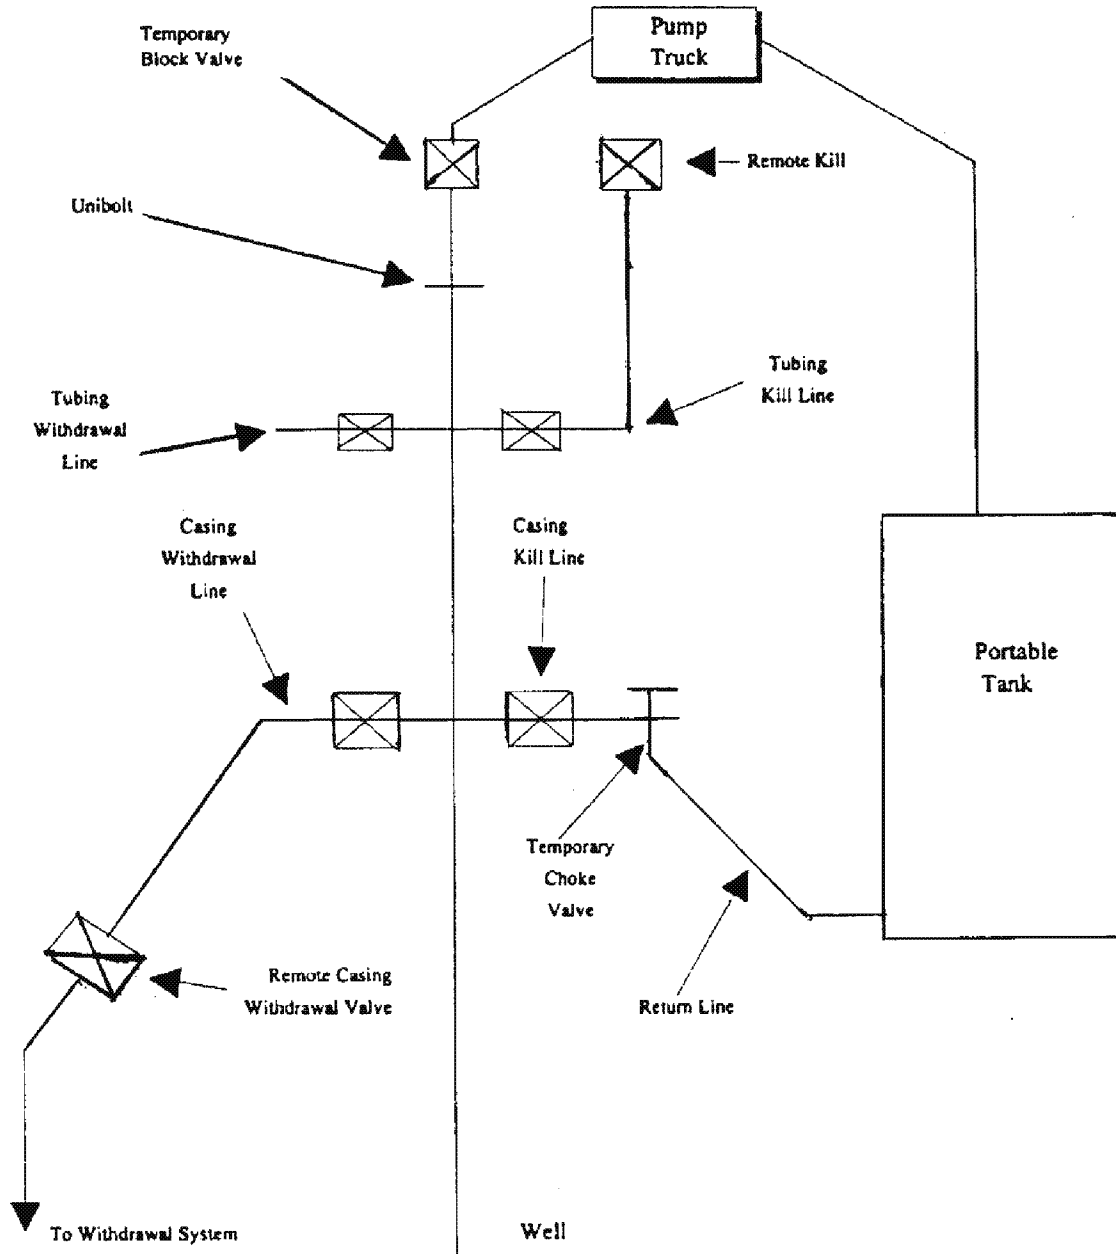 Temporary
Block Valve
Pump
Truck
Remote Kill
Unibolt
Tubing
Kill Line
Tubing
Withdrawal
Line
Casing
Withdrawal
Line
Casing
Kill Line
Portable
Tank
Temporary
Choke
Valve
Remote Casing
Withdrawal Valve
Return Line
To Withdrawal System
Well